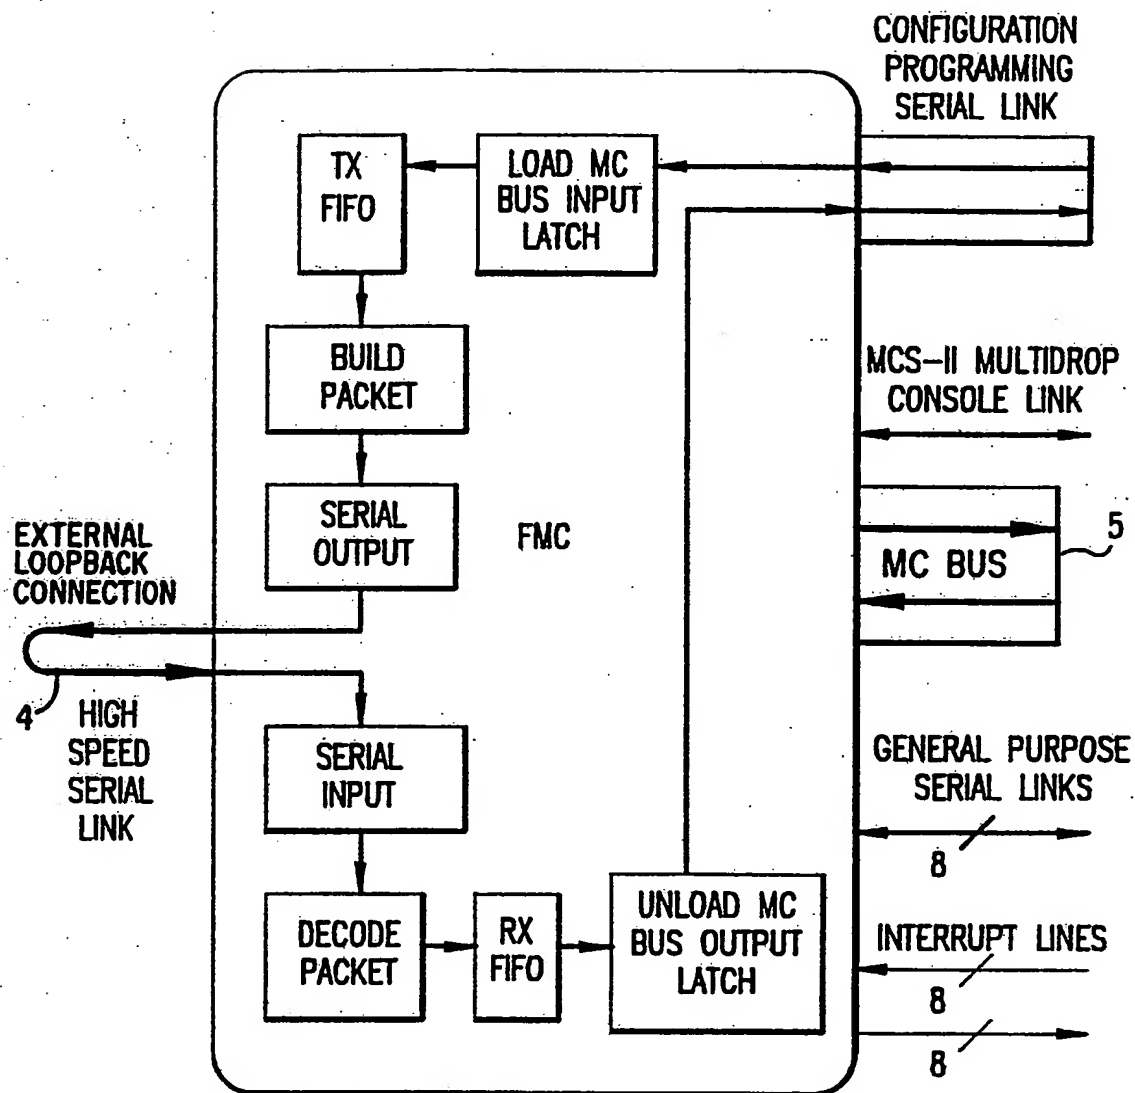 CONFIGURATION
PROGRAMMING
SERIAL LINK
TX
FIFO
LOAD MC
BUS INPUT
LATCH
BUILD
PACKET
MCS-II MULTIDROP
CONSOLE LINK
SERIAL
OUTPUT
FMC
EXTERNAL
LOOPBACK
CONNECTION
MC BUS
5
4
HIGH
SPEED
SERIAL
LINK
SERIAL
INPUT
GENERAL PURPOSE
SERIAL LINKS
8
DECODE
PACKET
RX
FIFO
UNLOAD MC
BUS OUTPUT
LATCH
INTERRUPT LINES
8
8